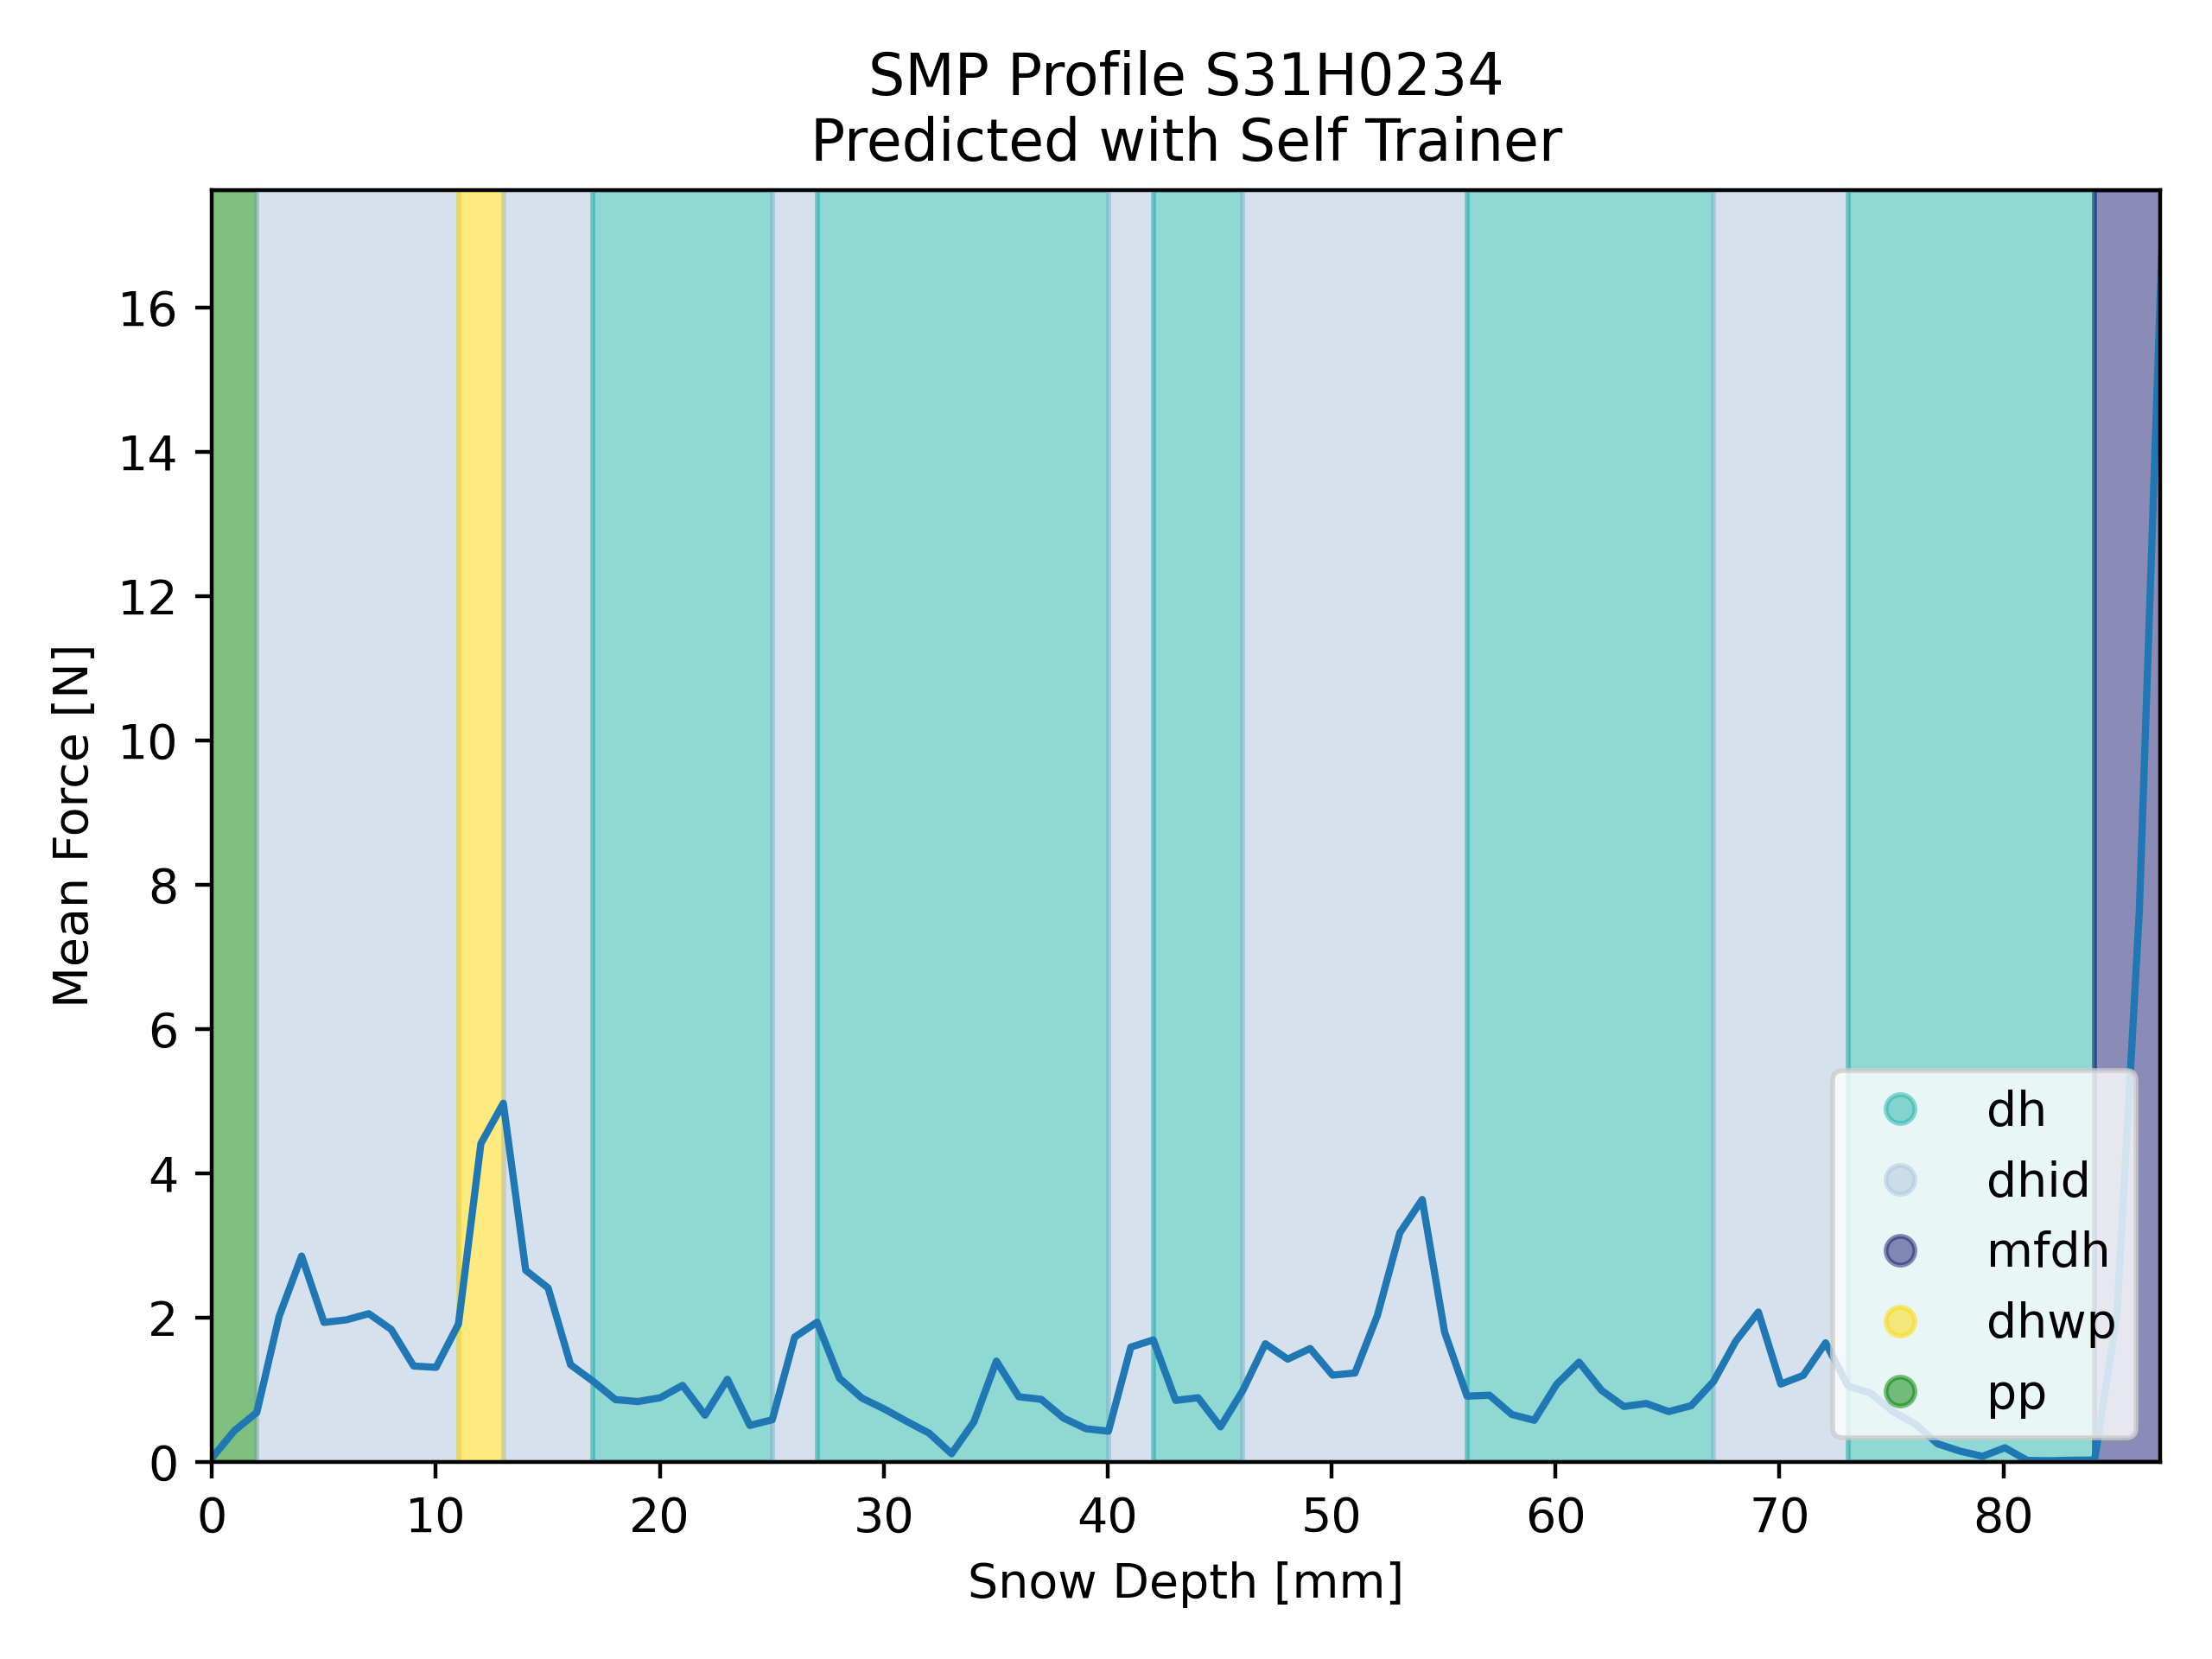 SMP Profile S31H0234
Predicted with Self Trainer
Mean Force [N]
16
14
12
10
8
6
4
2
0
dh
dhid
mfdh
dhwp
pp
0 10 20 30 40 50 60 70 80
Snow Depth [mm]